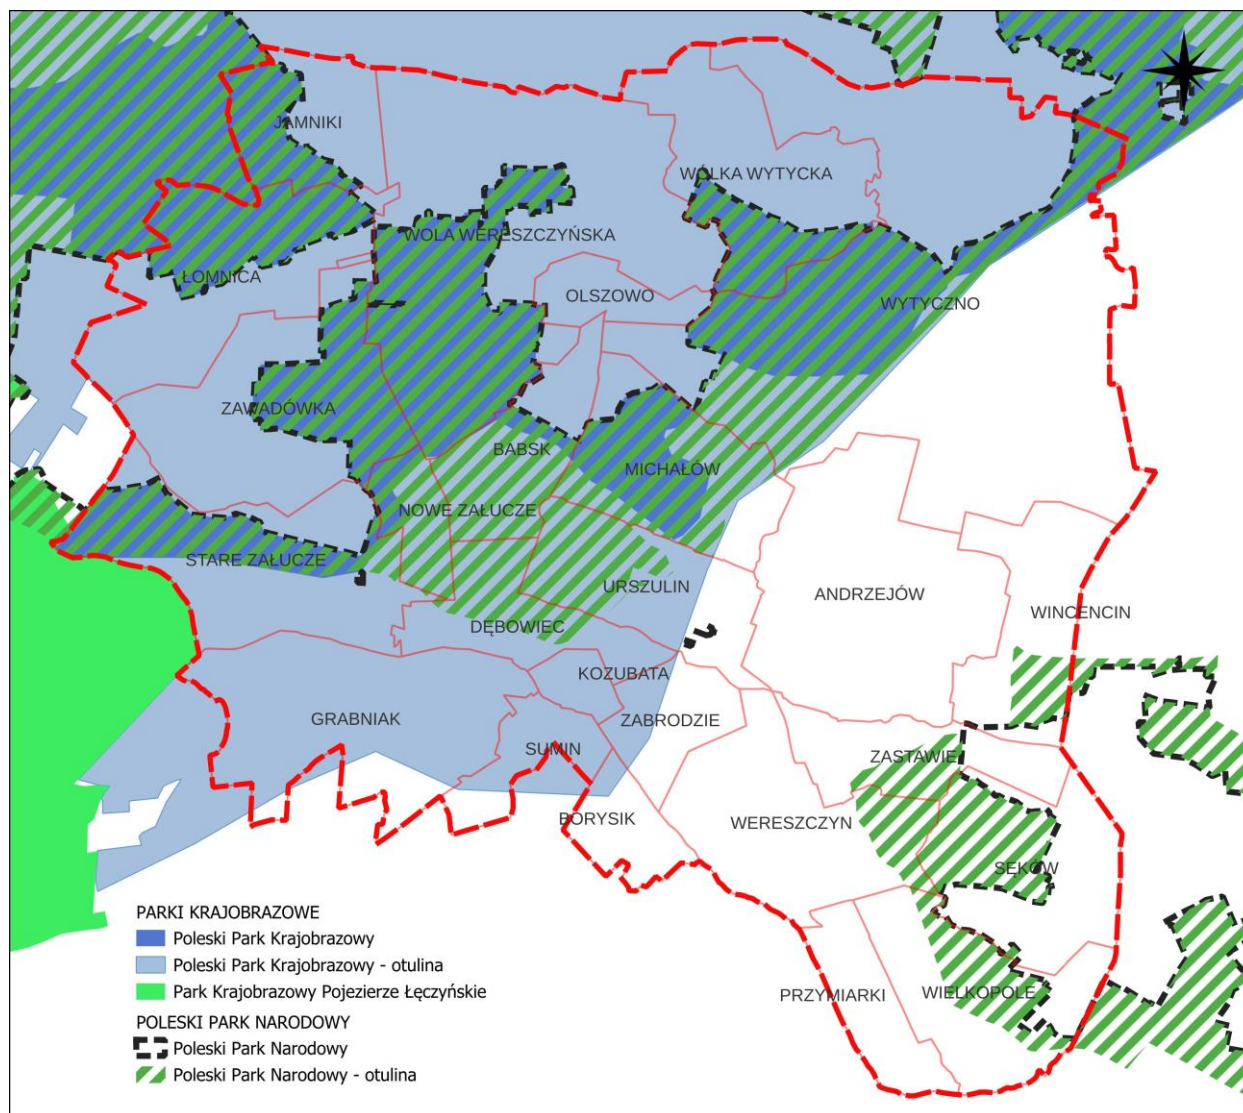 JAMNIKI
WÓLKA WYTYCKA
WOLA WERESZCZYŃSKA
ŁOMNICA
OLSZOWO
WYTYCZNO
ZAWADÓWKA
BABSK
MICHAŁÓW
NOWE ZAŁUCZE
STARE ZAŁUCZE
URSZULIN
ANDRZEJÓW
WINCENCIN
DĘBOWIEC
KOZUBATA
GRABNIAK
ZABRODZIE
SUMIN
ZASTAWIE
BORYSIK
WERESZCZYN
SĘKÓW
PRZYMIARKI
WIELKOPOLE
PARKI KRAJOBRAZOWE
Poleski Park Krajobrazowy
Poleski Park Krajobrazowy - otulina
Park Krajobrazowy Pojezierze Łęczyńskie
POLESKI PARK NARODOWY
Poleski Park Narodowy
Poleski Park Narodowy - otulina